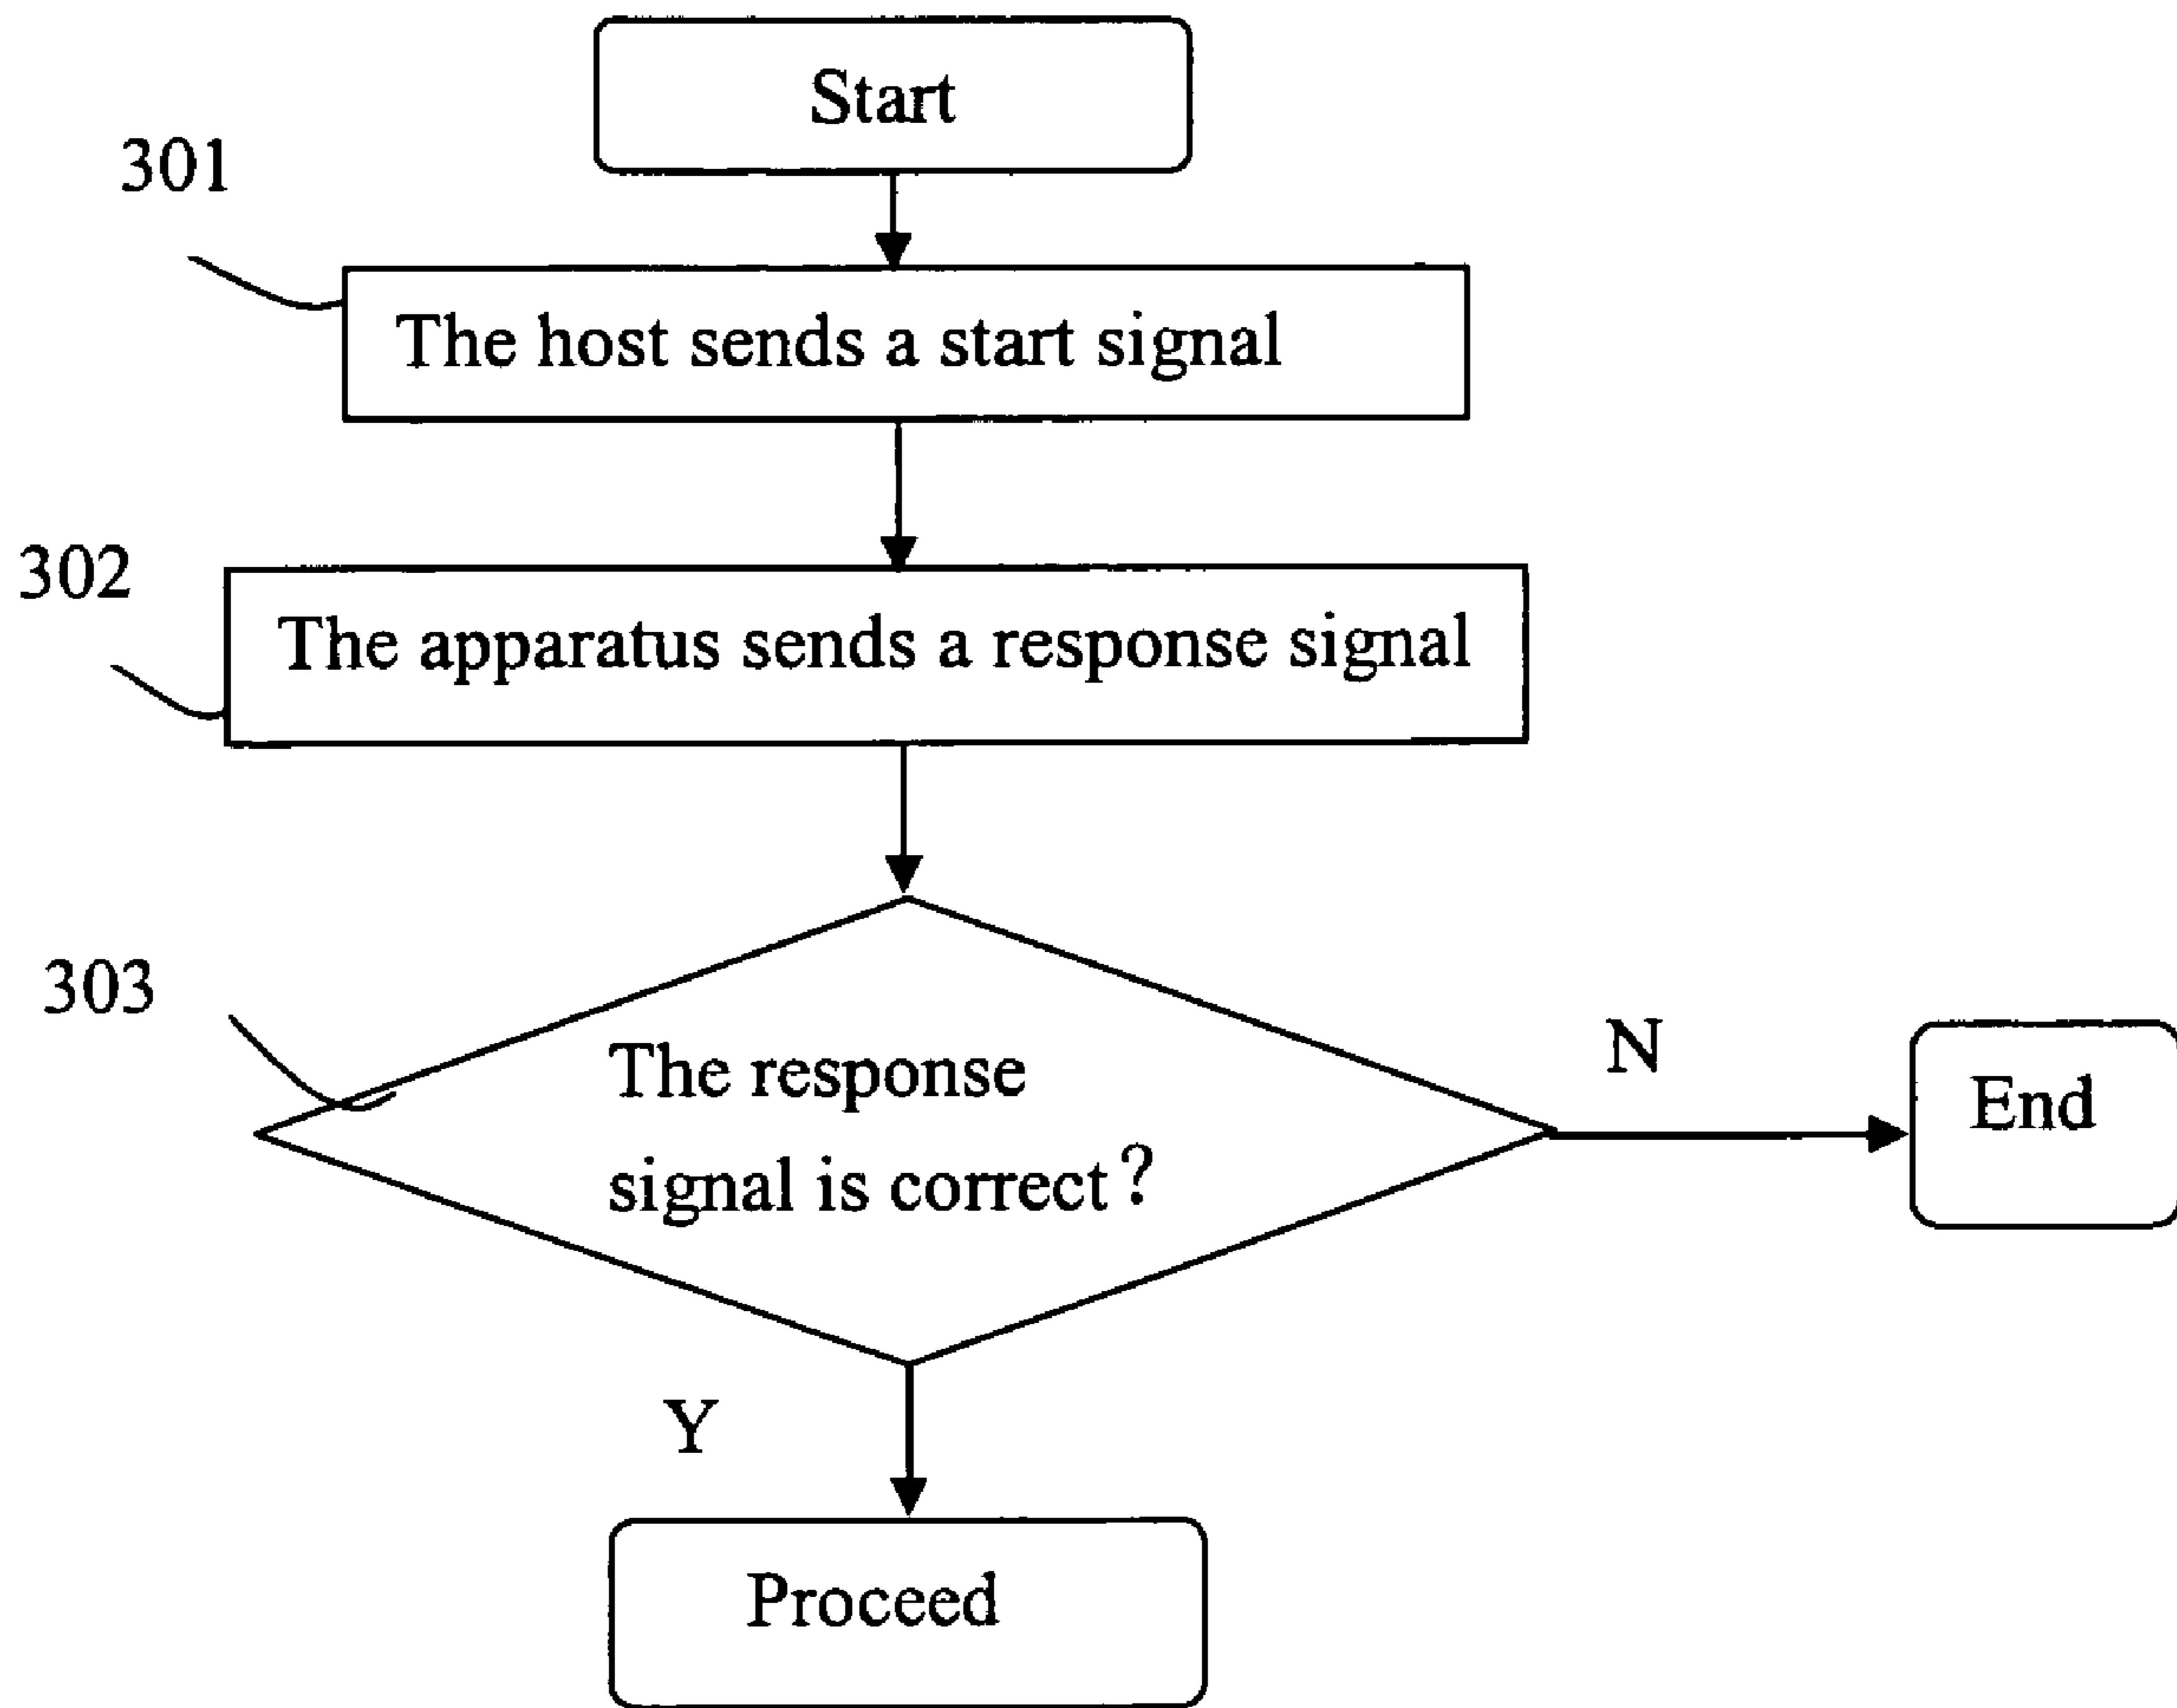 Start
301
The host sends a start signal
302
The apparatus sends a response signal
303
The response
signal is correct?
N
End
Y
Proceed